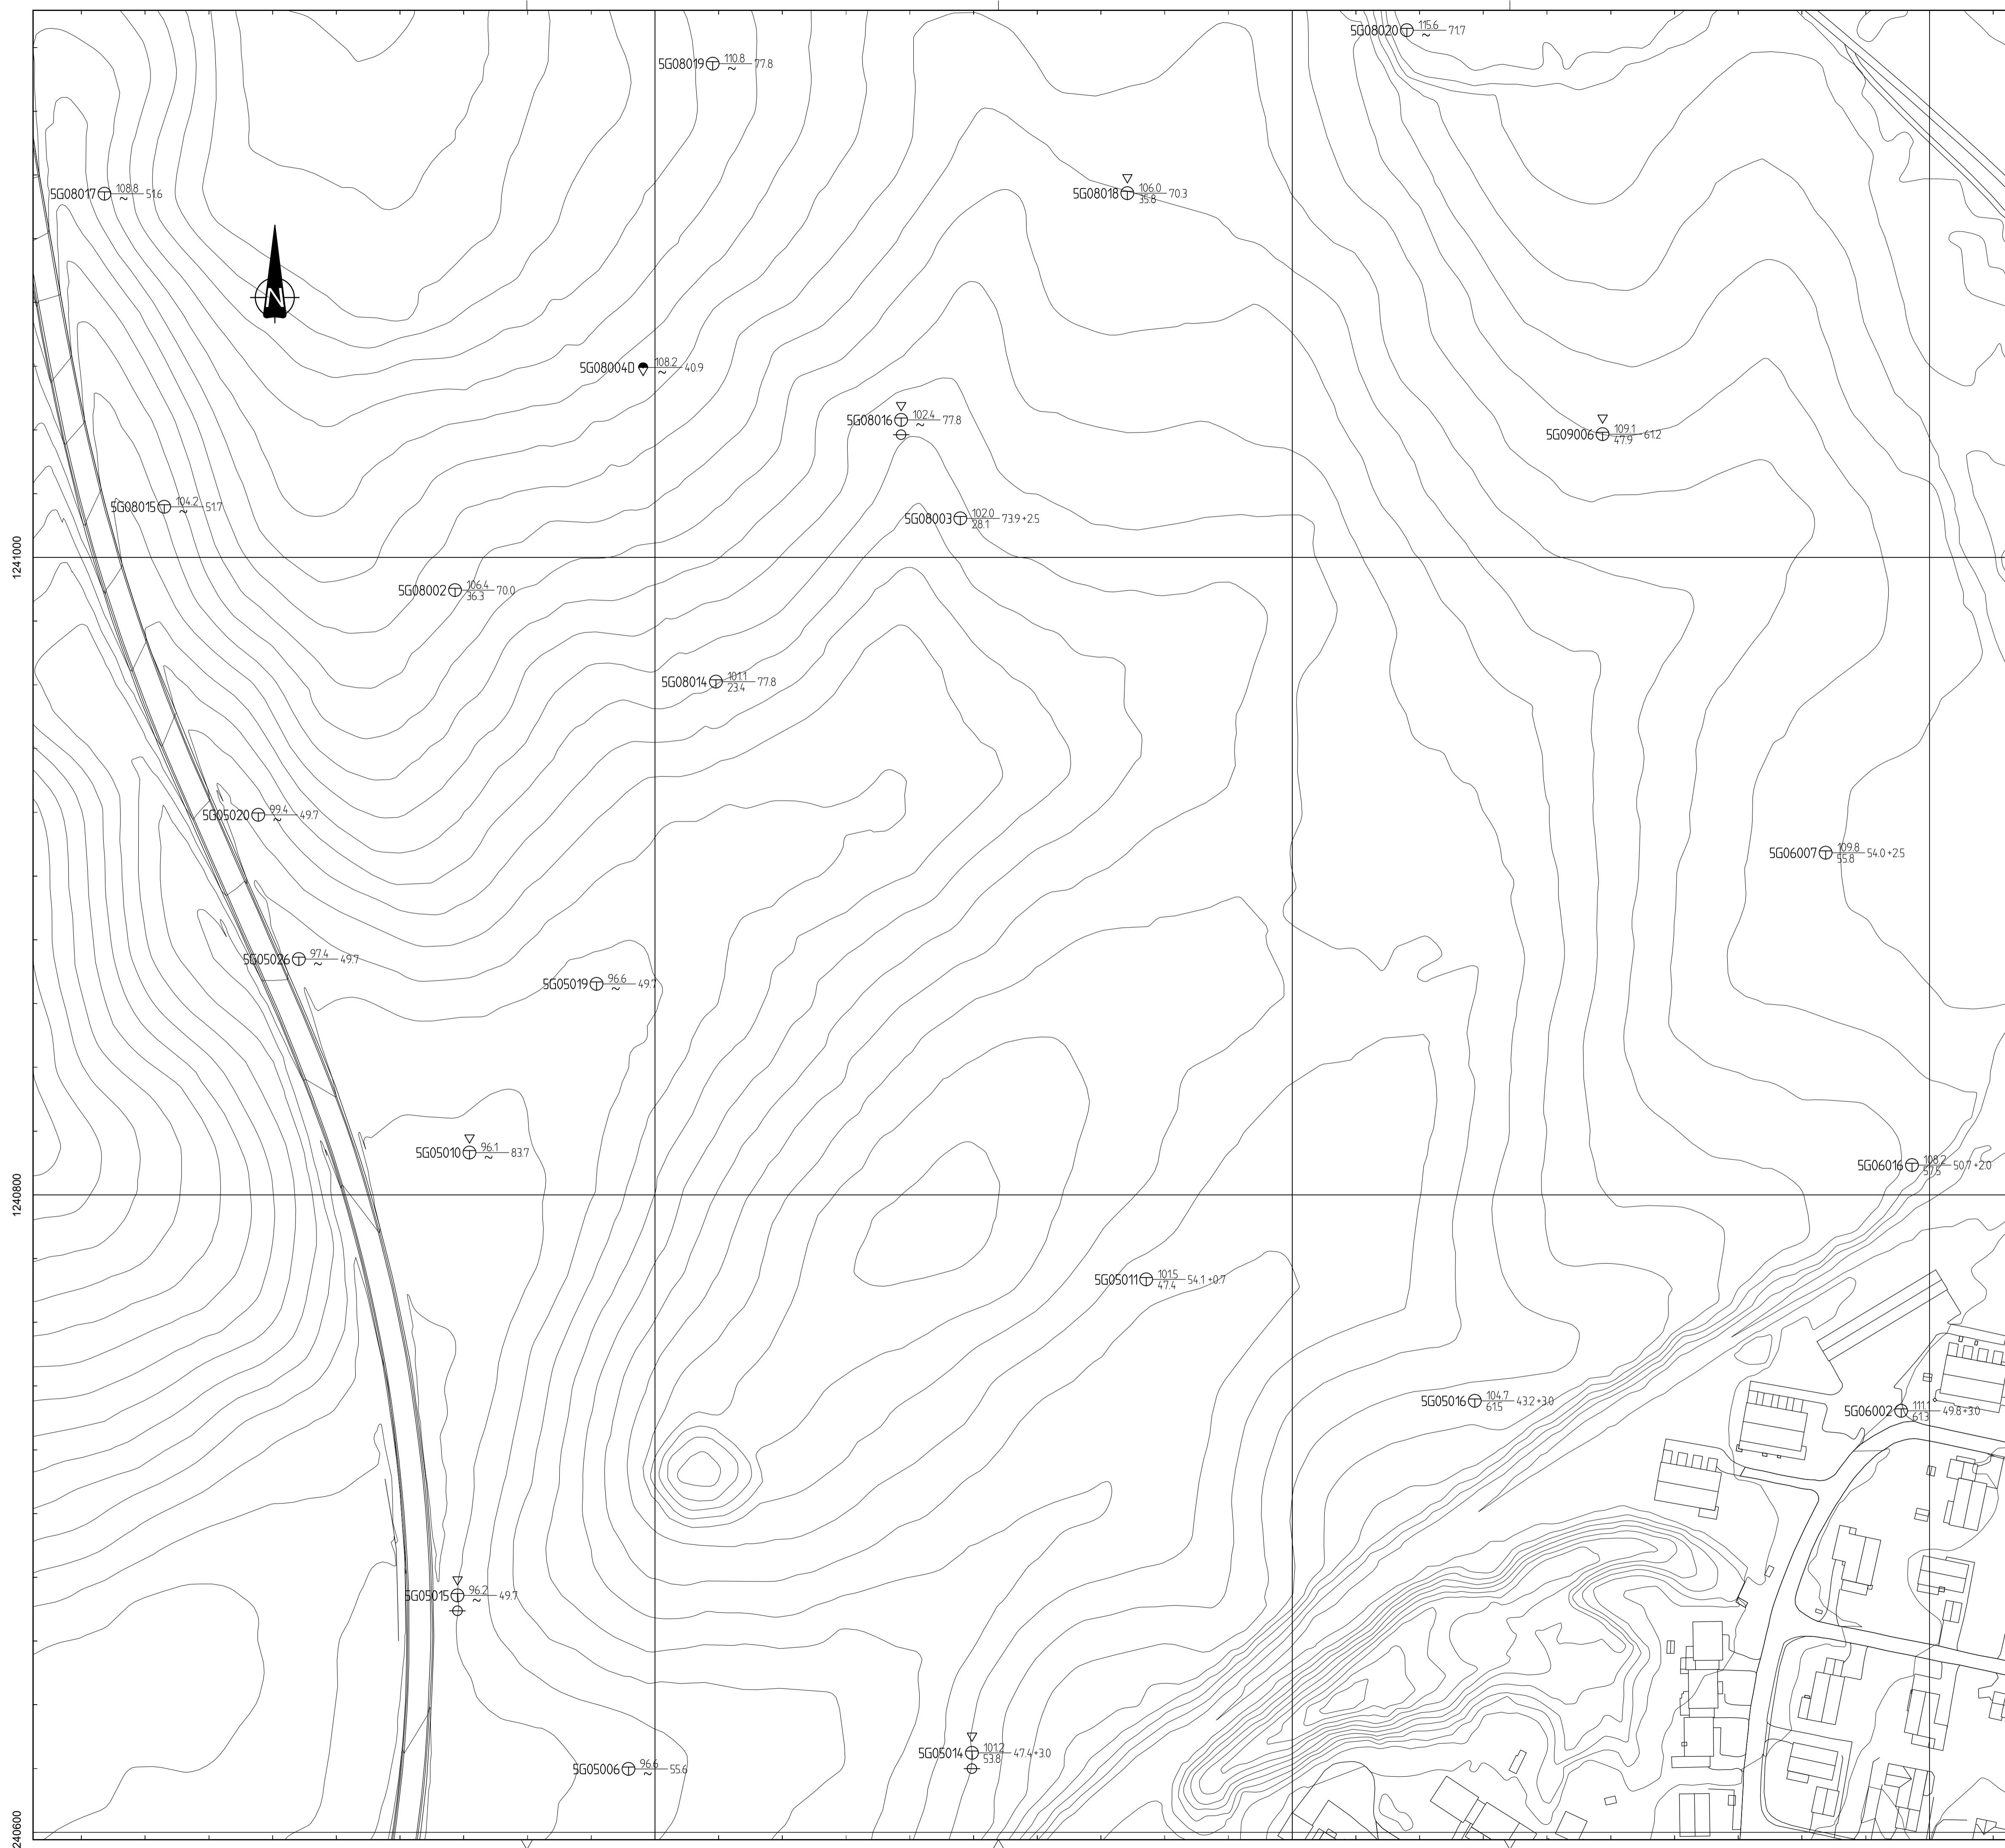 5G08020 115.6 ~ 71.7
5G08019 110.8 ~ 77.8
5G08017 108.8 ~ 51.6
5G08018 106.0 35.8 70.3
N
5G08004D 108.2 ~ 40.9
5G08016 102.4 ~ 77.8
5G09006 109.1 47.9 61.2
5G08015 104.2 ~ 51.7
5G08003 102.0 28.1 73.9 +2.5
1241000
5G08002 106.4 36.3 70.0
5G08014 101.1 23.4 77.8
5G05020 99.4 ~ 49.7
5G06007 109.8 55.8 54.0 +2.5
5G05026 97.4 ~ 49.7
5G05019 96.6 ~ 49.7
5G05010 96.1 ~ 83.7
5G06016 108.2 57.5 50.7 +2.0
1240800
5G05011 101.5 47.4 54.1 +0.7
5G05016 104.7 61.5 43.2 +3.0
5G06002 111.1 61.3 49.8 +3.0
5G05015 96.2 ~ 49.7
5G05014 101.2 53.8 47.4 +3.0
5G05006 96.6 ~ 55.6
240600